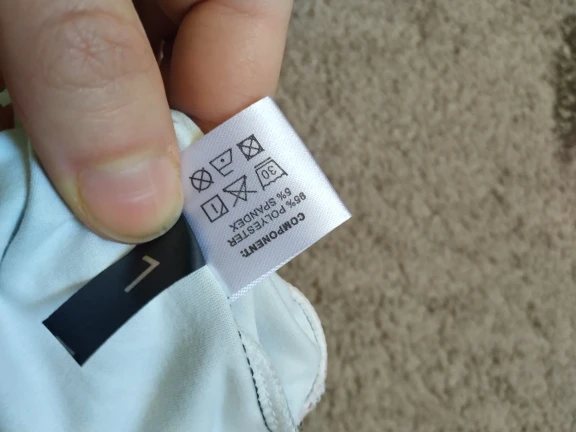 COMPONENT:
95% POLYESTER
5% SPANDEX
30
L